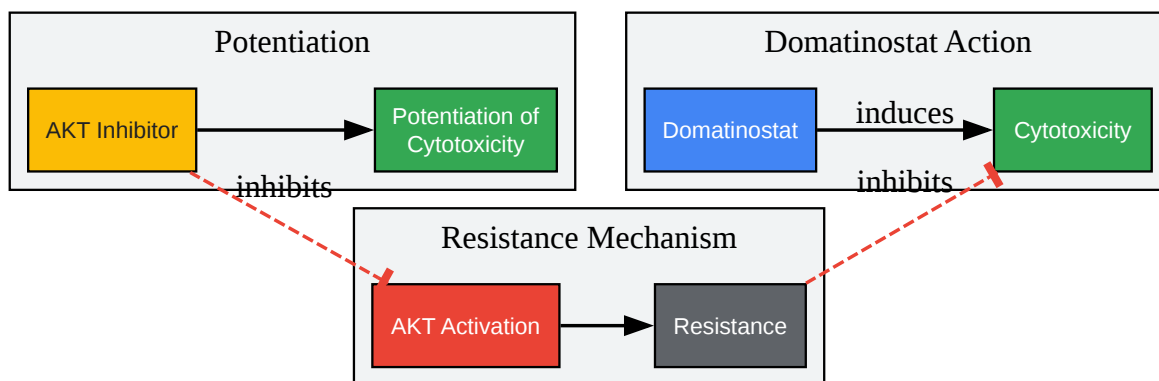 Potentiation
Domatinostat Action
AKT Inhibitor
Potentiation of
Cytotoxicity
Domatinostat
induces
Cytotoxicity
inhibits
inhibits
Resistance Mechanism
AKT Activation
Resistance